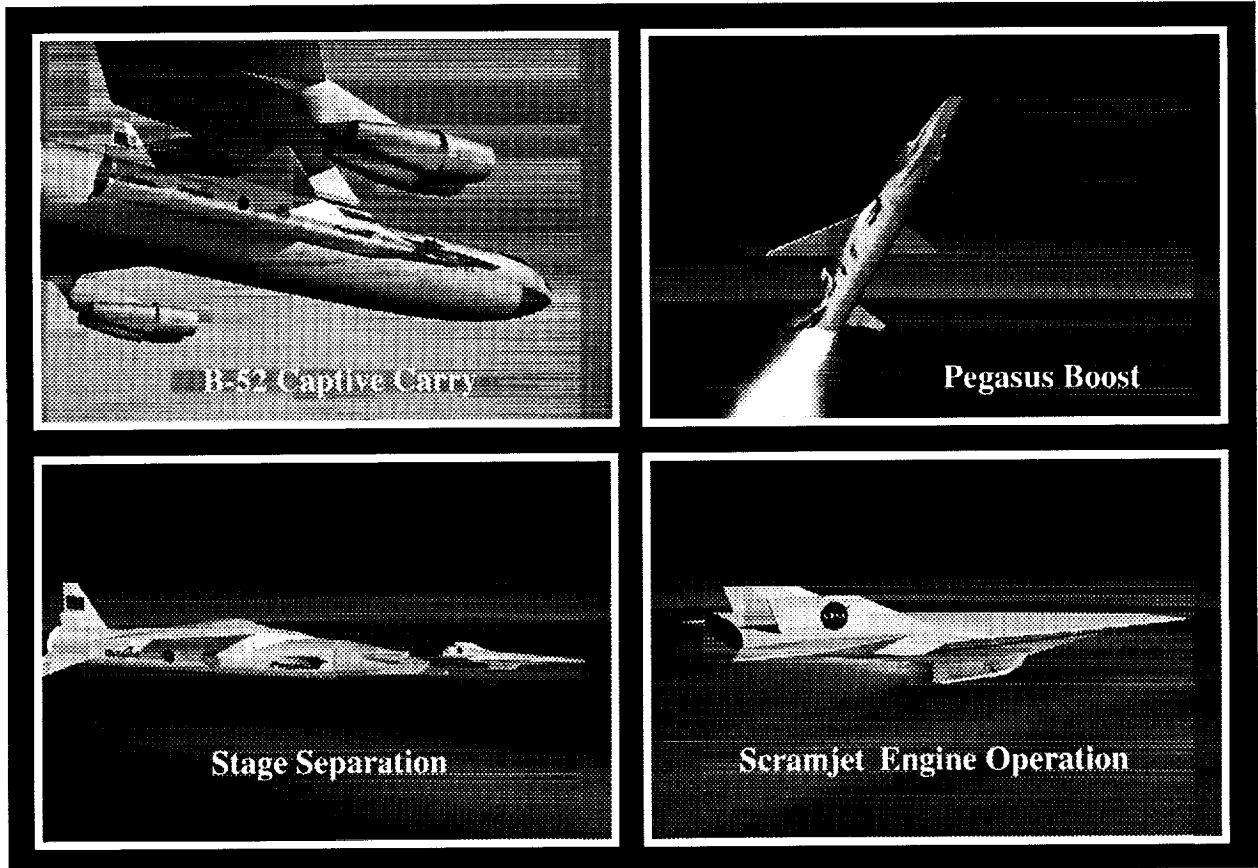 B-52 Captive Carry
Pegasus Boost
Stage Separation
Scramjet Engine Operation